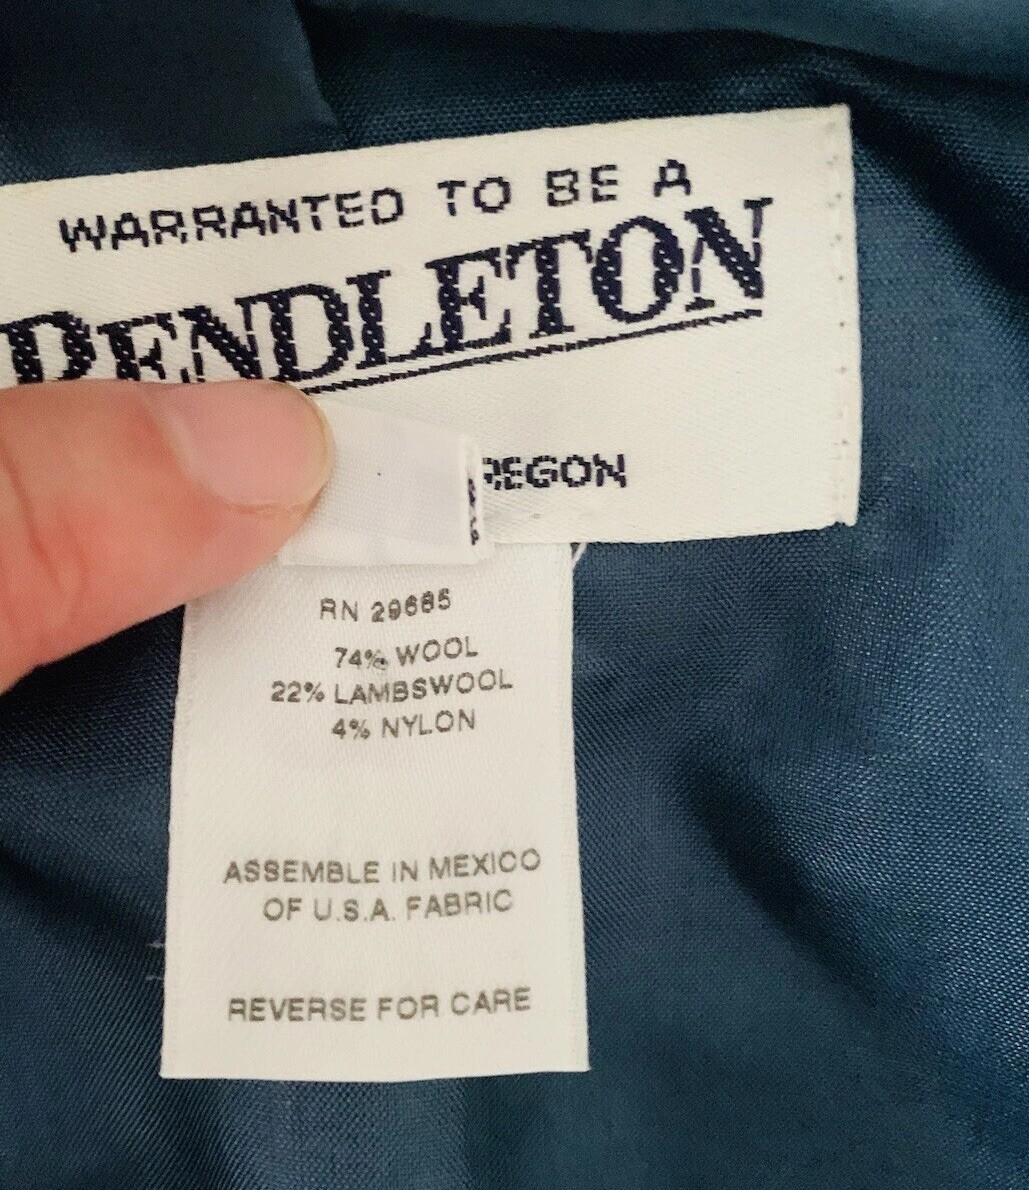 WARRANTED TO BE A
PENDLETON
REGON
RN 29685
74% WOOL
22% LAMBSWOOL
4% NYLON
ASSEMBLE IN MEXICO
OF U.S.A. FABRIC
REVERSE FOR CARE